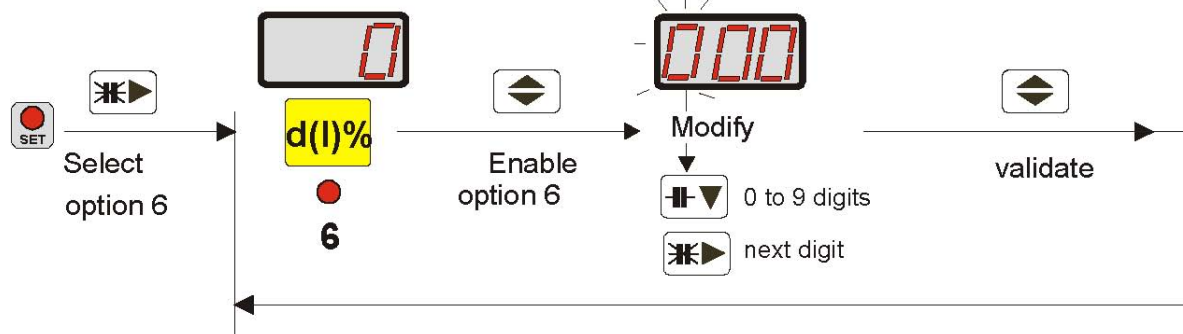 0
000
SET
d(I)%
Modify
Select
option 6
Enable
option 6
validate
0 to 9 digits
6
next digit